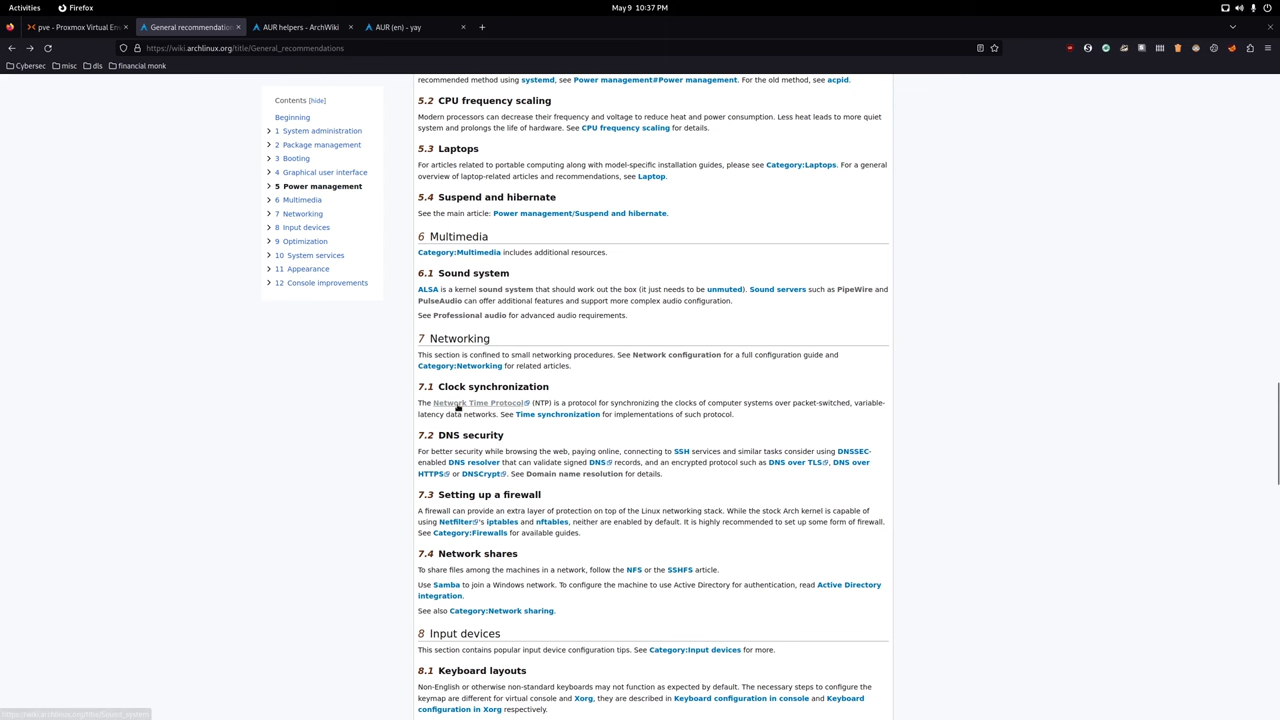 Activities
Firefox
May 9 10:37 PM
pve - Proxmox Virtual En
General recommendation
AUR helpers - ArchWiki
AUR (en) - yay
https://wiki.archlinux.org/title/General_recommendations
Cybersec
misc
dls
financial monk
Contents [hide]
Beginning
1 System administration
2 Package management
3 Booting
4 Graphical user interface
5 Power management
6 Multimedia
7 Networking
8 Input devices
9 Optimization
10 System services
11 Appearance
12 Console improvements
recommended method using systemd, see Power management#Power management. For the old method, see acpid.
5.2 CPU frequency scaling
Modern processors can decrease their frequency and voltage to reduce heat and power consumption. Less heat leads to more quiet
system and prolongs the life of hardware. See CPU frequency scaling for details.
5.3 Laptops
For articles related to portable computing along with model-specific installation guides, please see Category:Laptops. For a general
overview of laptop-related articles and recommendations, see Laptop.
5.4 Suspend and hibernate
See the main article: Power management/Suspend and hibernate.
6 Multimedia
Category:Multimedia includes additional resources.
6.1 Sound system
ALSA is a kernel sound system that should work out the box (it just needs to be unmuted). Sound servers such as PipeWire and
PulseAudio can offer additional features and support more complex audio configuration.
See Professional audio for advanced audio requirements.
7 Networking
This section is confined to small networking procedures. See Network configuration for a full configuration guide and
Category:Networking for related articles.
7.1 Clock synchronization
The Network Time Protocol (NTP) is a protocol for synchronizing the clocks of computer systems over packet-switched, variable-
latency data networks. See Time synchronization for implementations of such protocol.
7.2 DNS security
For better security while browsing the web, paying online, connecting to SSH services and similar tasks consider using DNSSEC-
enabled DNS resolver that can validate signed DNS records, and an encrypted protocol such as DNS over TLS, DNS over
HTTPS or DNSCrypt. See Domain name resolution for details.
7.3 Setting up a firewall
A firewall can provide an extra layer of protection on top of the Linux networking stack. While the stock Arch kernel is capable of
using Netfilter's iptables and nftables, neither are enabled by default. It is highly recommended to set up some form of firewall.
See Category:Firewalls for available guides.
7.4 Network shares
To share files among the machines in a network, follow the NFS or the SSHFS article.
Use Samba to join a Windows network. To configure the machine to use Active Directory for authentication, read Active Directory
integration.
See also Category:Network sharing.
8 Input devices
This section contains popular input device configuration tips. See Category:Input devices for more.
8.1 Keyboard layouts
Non-English or otherwise non-standard keyboards may not function as expected by default. The necessary steps to configure the
keymap are different for virtual console and Xorg, they are described in Keyboard configuration in console and Keyboard
configuration in Xorg respectively.